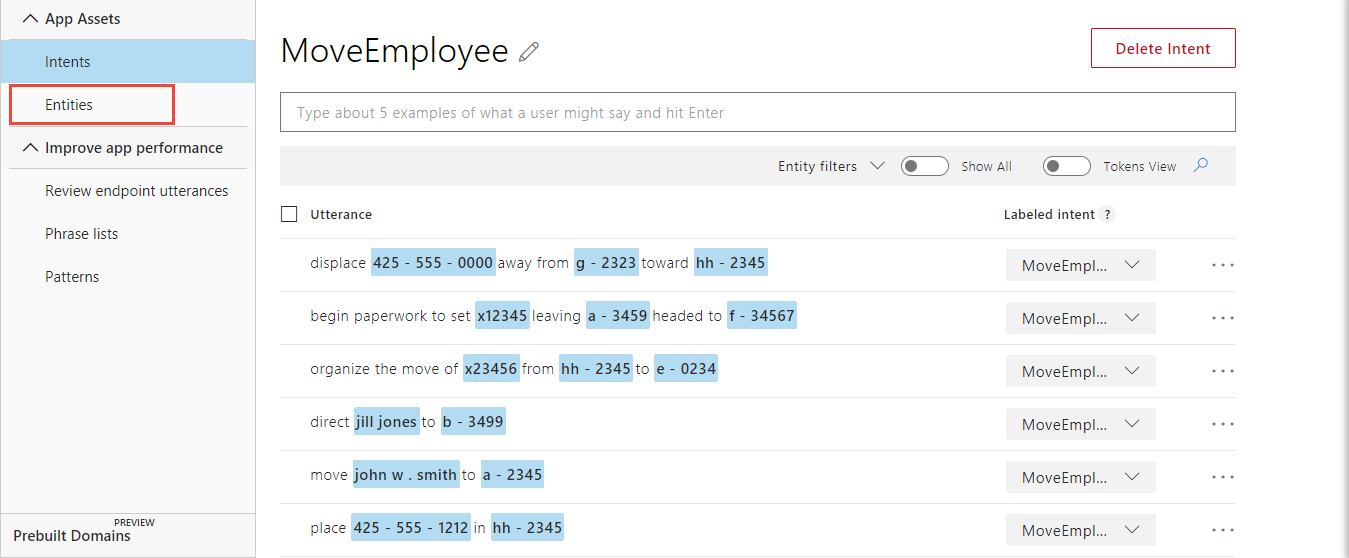 App Assets
Intents
Entities
Improve app performance
Review endpoint utterances
Phrase lists
Patterns
PREVIEW
Prebuilt Domains
MoveEmployee
Delete Intent
Type about 5 examples of what a user might say and hit Enter
Entity filters Show All Tokens View
Utterance Labeled intent ?
displace 425 - 555 - 0000 away from g - 2323 toward hh - 2345 MoveEmpl... ...
begin paperwork to set x12345 leaving a - 3459 headed to f - 34567 MoveEmpl... ...
organize the move of x23456 from hh - 2345 to e - 0234 MoveEmpl... ...
direct jill jones to b - 3499 MoveEmpl... ...
move john w . smith to a - 2345 MoveEmpl... ...
place 425 - 555 - 1212 in hh - 2345 MoveEmpl... ...